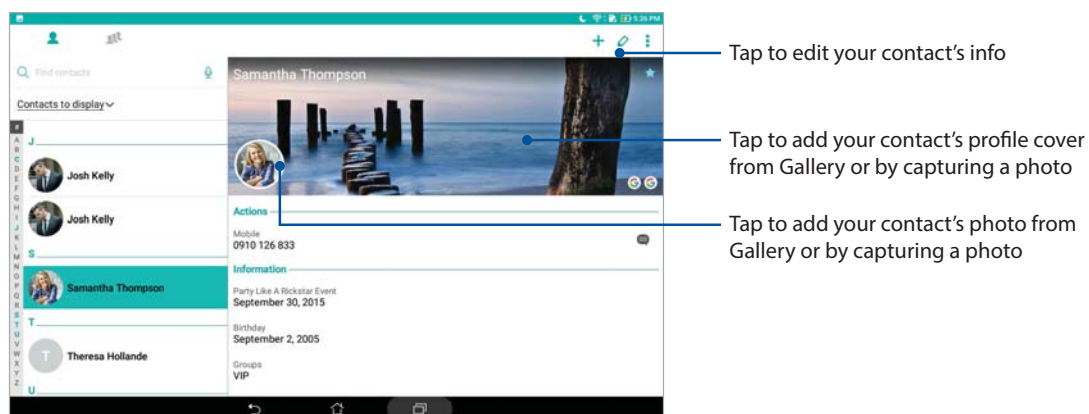 5:36 PM
Find contacts
Contacts to display
#
A
B
C
D
E
F
G
H
I
J
K
L
M
N
O
P
Q
R
S
T
U
V
W
X
Y
Z
J
Josh Kelly
Josh Kelly
S
Samantha Thompson
T
T
Theresa Hollande
U
Samantha Thompson
G G
Actions
Mobile
0910 126 833
Information
Party Like A Rickstar Event
September 30, 2015
Birthday
September 2, 2005
Groups
VIP
Tap to edit your contact's info
Tap to add your contact's profile cover
from Gallery or by capturing a photo
Tap to add your contact's photo from
Gallery or by capturing a photo